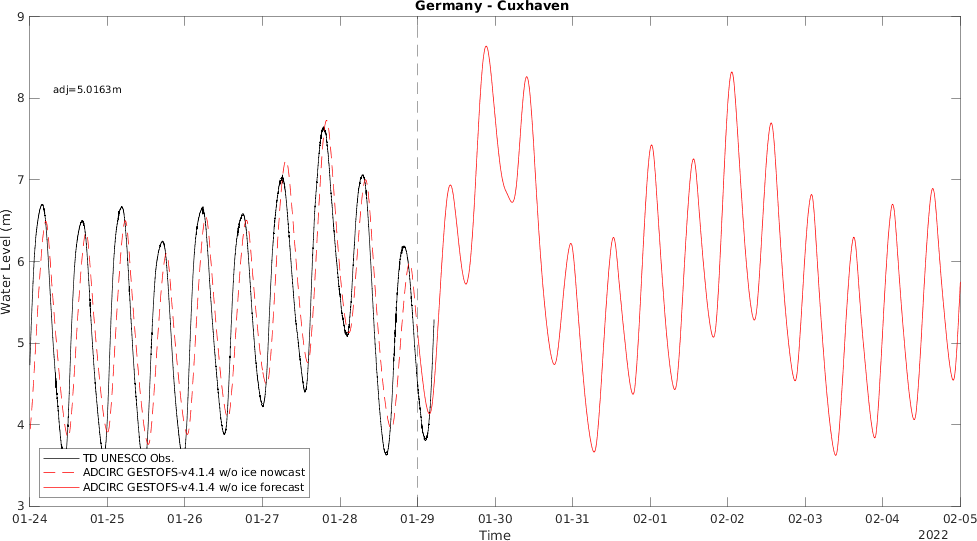 Germany - Cuxhaven
9
8
7
6
5
4
3
Water Level (m)
adj=5.0163m
TD UNESCO Obs.
ADCIRC GESTOFS-v4.1.4 w/o ice nowcast
ADCIRC GESTOFS-v4.1.4 w/o ice forecast
01-24 01-25 01-26 01-27 01-28 01-29 01-30 01-31 02-01 02-02 02-03 02-04 02-05
Time
2022